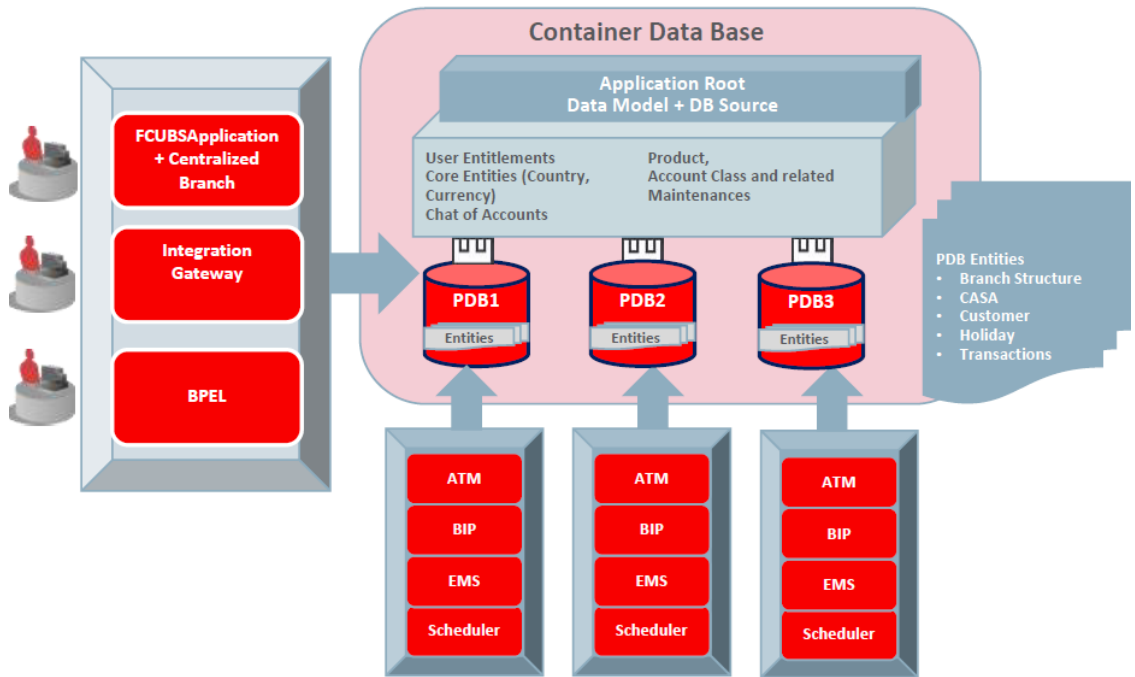 Container Data Base
Application Root
Data Model + DB Source
FCUBSApplication
+ Centralized
Branch
Integration
Gateway
BPEL
User Entitlements
Core Entities (Country,
Currency)
Chat of Accounts
Product,
Account Class and related
Maintenances
PDB1
Entities
PDB2
Entities
PDB3
Entities
PDB Entities
• Branch Structure
• CASA
• Customer
• Holiday
• Transactions
ATM
BIP
EMS
Scheduler
ATM
BIP
EMS
Scheduler
ATM
BIP
EMS
Scheduler